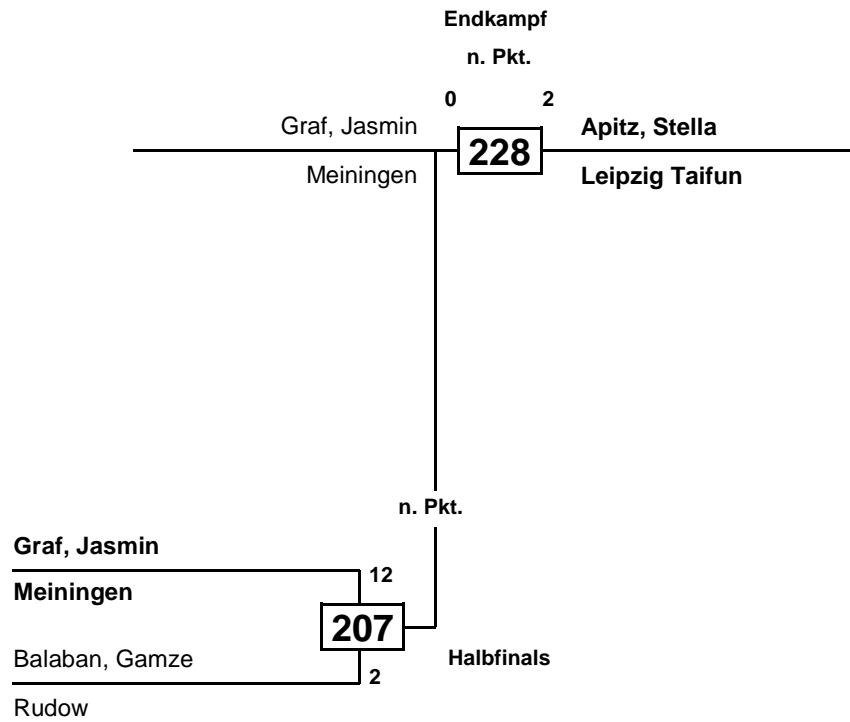 Endkampf
n. Pkt.
0 2
Graf, Jasmin 228 Apitz, Stella
Meiningen Leipzig Taifun
n. Pkt.
Graf, Jasmin
12
Meiningen
207
Balaban, Gamze Halbfinals
2
Rudow